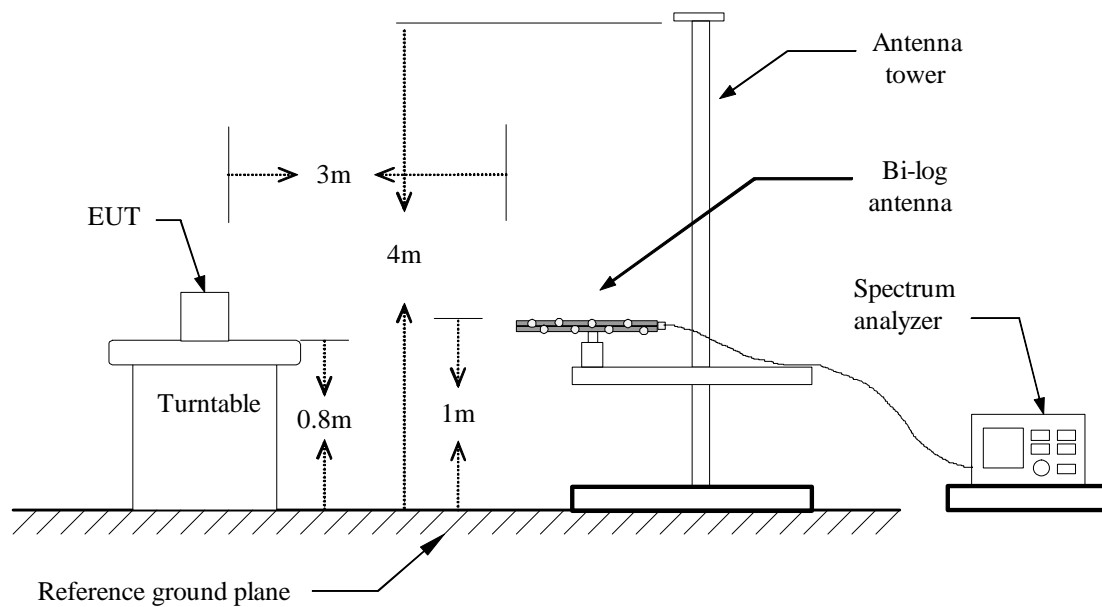 Antenna
tower
3m
Bi-log
antenna
EUT
4m
Spectrum
analyzer
Turntable
0.8m
1m
Reference ground plane